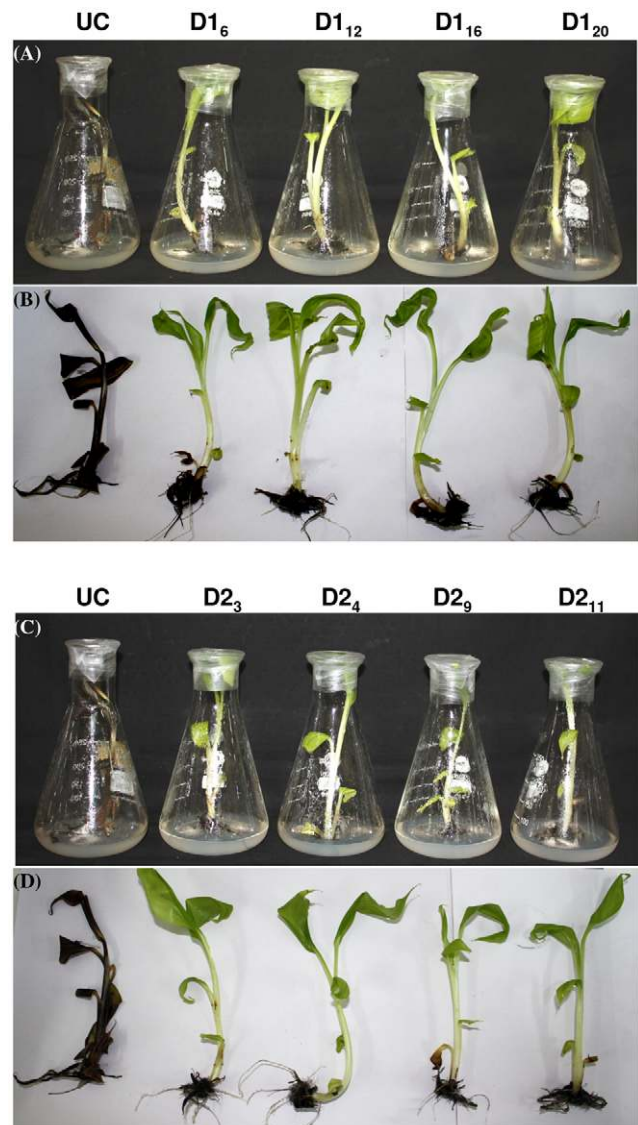 UC D1₆ D1₁₂ D1₁₆ D1₂₀
(A)
(B)
UC D2₃ D2₄ D2₉ D2₁₁
(C)
(D)